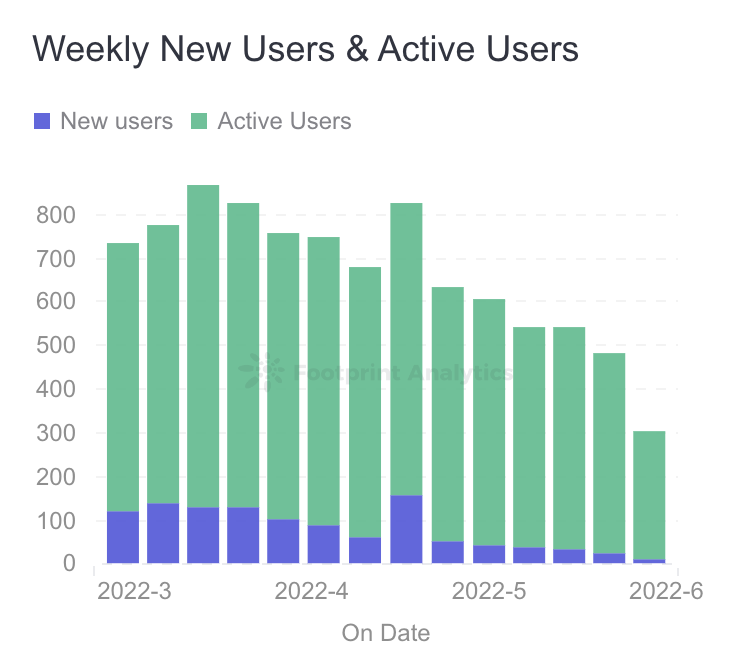 Weekly New Users & Active Users
New users Active Users
800
700
600
500
400
300
200
100
0
Footprint Analytics
2022-3 2022-4 2022-5 2022-6
On Date